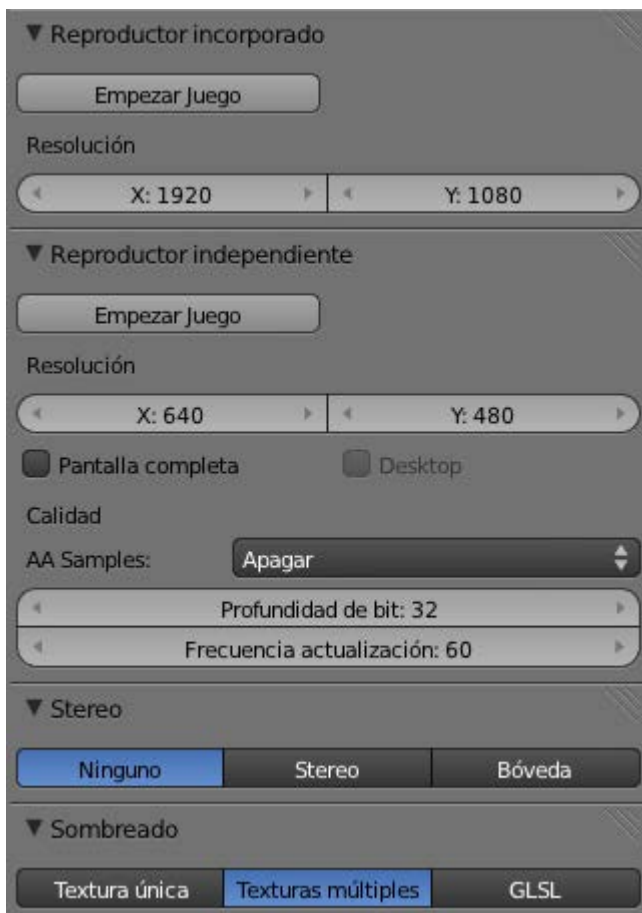 Reproductor incorporado
Empezar Juego
Resolución
X: 1920 Y: 1080
Reproductor independiente
Empezar Juego
Resolución
X: 640 Y: 480
Pantalla completa Desktop
Calidad
AA Samples: Apagar
Profundidad de bit: 32
Frecuencia actualización: 60
Stereo
Ninguno Stereo Bóveda
Sombreado
Textura única Texturas múltiples GLSL